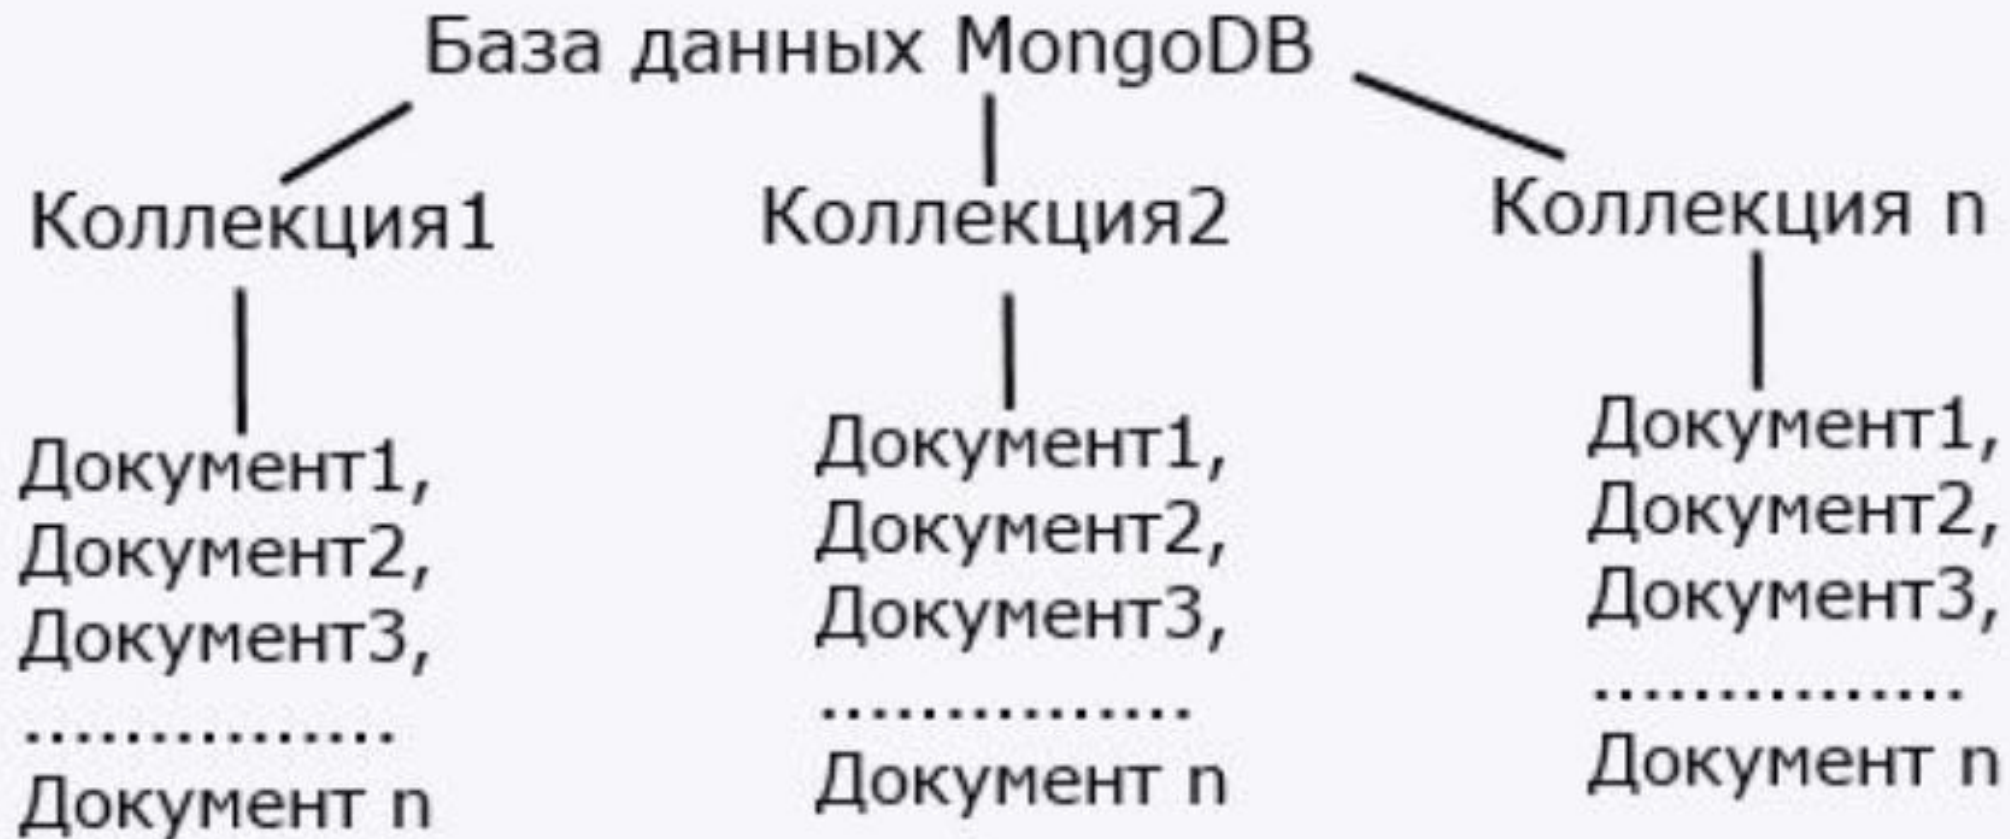 База данных MongoDB
Коллекция1
Коллекция2
Коллекция n
Документ1,
Документ2,
Документ3,
...............
Документ n
Документ1,
Документ2,
Документ3,
...............
Документ n
Документ1,
Документ2,
Документ3,
...............
Документ n